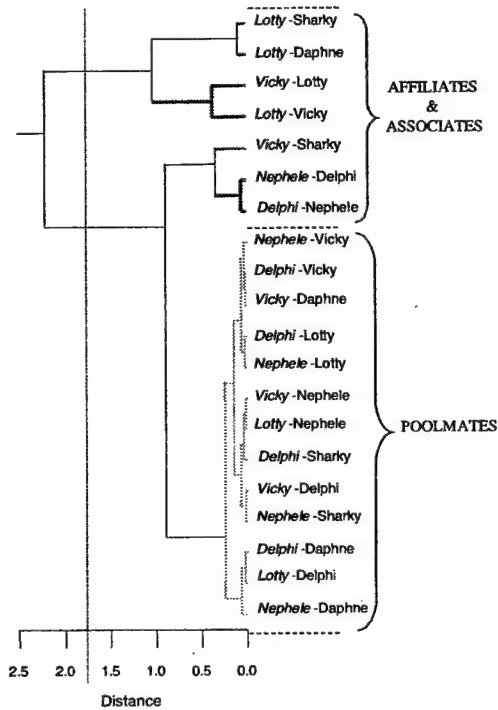 Lotty-Sharky
Lotty-Daphne
Vicky-Lotty
Lotty-Vicky
Vicky-Sharky
Nephele-Delphi
Delphi-Nephele
AFFILIATES
&
ASSOCIATES
Nephele-Vicky
Delphi-Vicky
Vicky-Daphne
Delphi-Lotty
Nephele-Lotty
Vicky-Nephele
Lotty-Nephele
Delphi-Sharky
Vicky-Delphi
Nephele-Sharky
Delphi-Daphne
Lotty-Delphi
Nephele-Daphne
POOLMATES
2.5 2.0 1.5 1.0 0.5 0.0
Distance